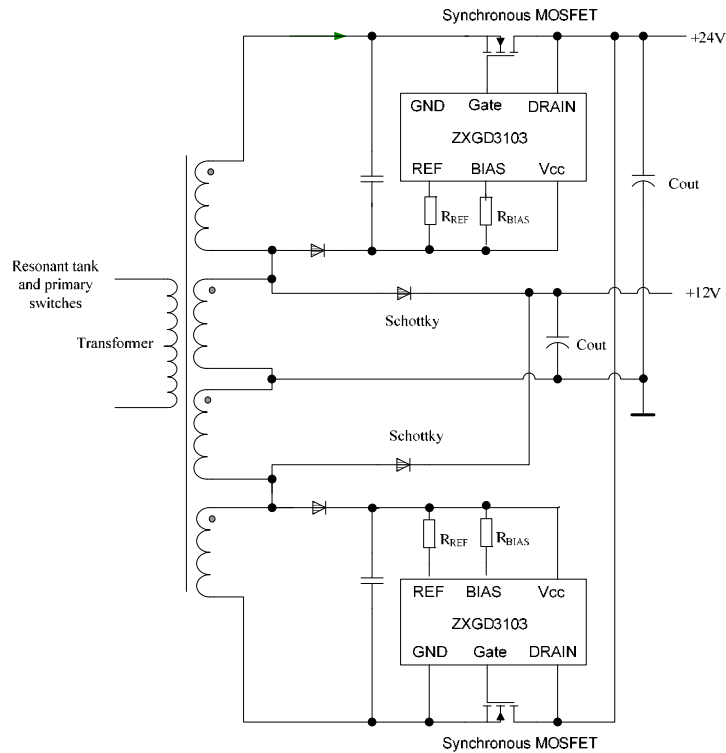 Synchronous MOSFET
+24V
GND Gate DRAIN
ZXGD3103
REF BIAS Vcc
RREF
RBIAS
Cout
Resonant tank
and primary
switches
Transformer
+12V
Schottky
Cout
Schottky
RREF
RBIAS
REF BIAS Vcc
ZXGD3103
GND Gate DRAIN
Synchronous MOSFET